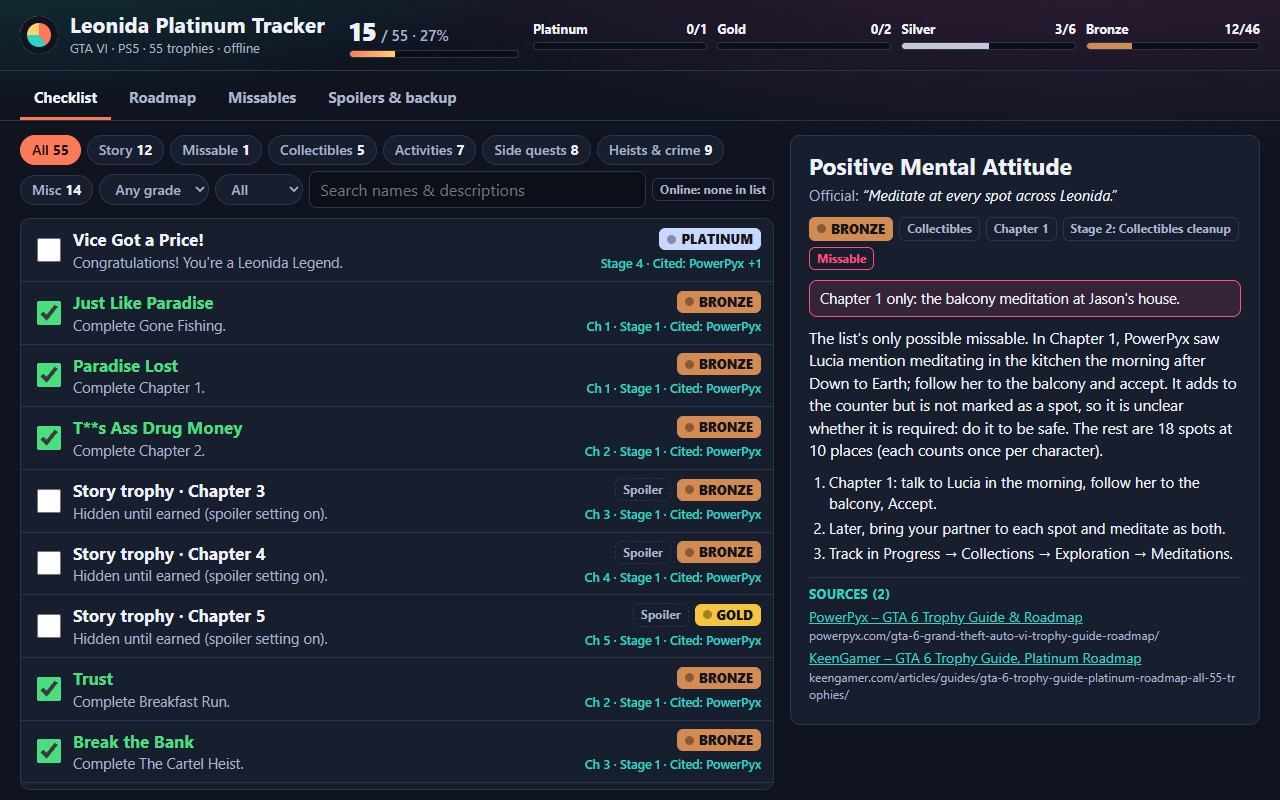 Leonida Platinum Tracker
GTA VI · PS5 · 55 trophies · offline
15 / 55 · 27%
Platinum 0/1
Gold 0/2
Silver 3/6
Bronze 12/46
Checklist
Roadmap
Missables
Spoilers & backup
All 55
Story 12
Missable 1
Collectibles 5
Activities 7
Side quests 8
Heists & crime 9
Misc 14
Any grade
All
Search names & descriptions
Online: none in list
Vice Got a Price!
PLATINUM
Congratulations! You're a Leonida Legend.
Stage 4 · Cited: PowerPyx +1
Just Like Paradise
BRONZE
Complete Gone Fishing.
Ch 1 · Stage 1 · Cited: PowerPyx
Paradise Lost
BRONZE
Complete Chapter 1.
Ch 1 · Stage 1 · Cited: PowerPyx
T**s Ass Drug Money
BRONZE
Complete Chapter 2.
Ch 2 · Stage 1 · Cited: PowerPyx
Story trophy · Chapter 3
Spoiler
BRONZE
Hidden until earned (spoiler setting on).
Ch 3 · Stage 1 · Cited: PowerPyx
Story trophy · Chapter 4
Spoiler
BRONZE
Hidden until earned (spoiler setting on).
Ch 4 · Stage 1 · Cited: PowerPyx
Story trophy · Chapter 5
Spoiler
GOLD
Hidden until earned (spoiler setting on).
Ch 5 · Stage 1 · Cited: PowerPyx
Trust
BRONZE
Complete Breakfast Run.
Ch 2 · Stage 1 · Cited: PowerPyx
Break the Bank
BRONZE
Complete The Cartel Heist.
Ch 3 · Stage 1 · Cited: PowerPyx
Positive Mental Attitude
Official: “Meditate at every spot across Leonida.”
BRONZE
Collectibles
Chapter 1
Stage 2: Collectibles cleanup
Missable
Chapter 1 only: the balcony meditation at Jason's house.
The list's only possible missable. In Chapter 1, PowerPyx saw
Lucia mention meditating in the kitchen the morning after
Down to Earth; follow her to the balcony and accept. It adds to
the counter but is not marked as a spot, so it is unclear
whether it is required: do it to be safe. The rest are 18 spots at
10 places (each counts once per character).
1. Chapter 1: talk to Lucia in the morning, follow her to the
balcony, Accept.
2. Later, bring your partner to each spot and meditate as both.
3. Track in Progress → Collections → Exploration → Meditations.
SOURCES (2)
PowerPyx – GTA 6 Trophy Guide & Roadmap
powerpyx.com/gta-6-grand-theft-auto-vi-trophy-guide-roadmap/
KeenGamer – GTA 6 Trophy Guide, Platinum Roadmap
keengamer.com/articles/guides/gta-6-trophy-guide-platinum-roadmap-all-55-tr
ophies/